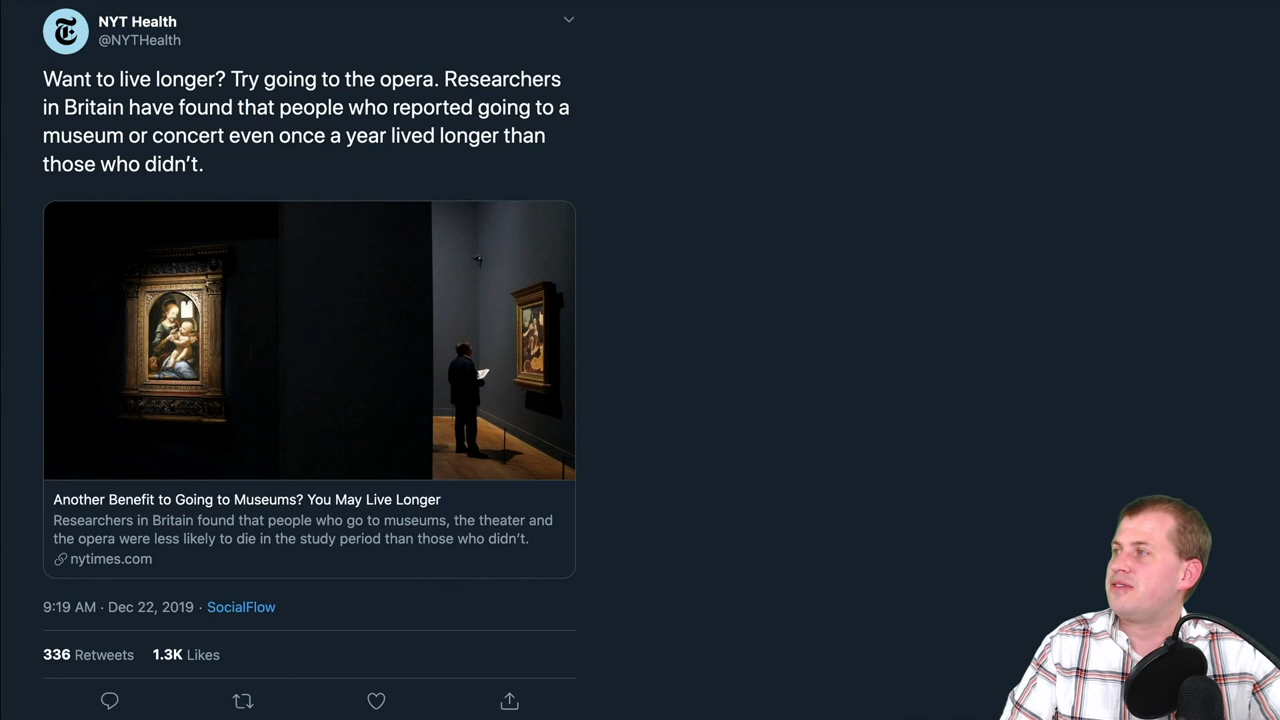 NYT Health
@NYTHealth
Want to live longer? Try going to the opera. Researchers
in Britain have found that people who reported going to a
museum or concert even once a year lived longer than
those who didn’t.
Another Benefit to Going to Museums? You May Live Longer
Researchers in Britain found that people who go to museums, the theater and
the opera were less likely to die in the study period than those who didn’t.
nytimes.com
9:19 AM · Dec 22, 2019 · SocialFlow
336 Retweets 1.3K Likes